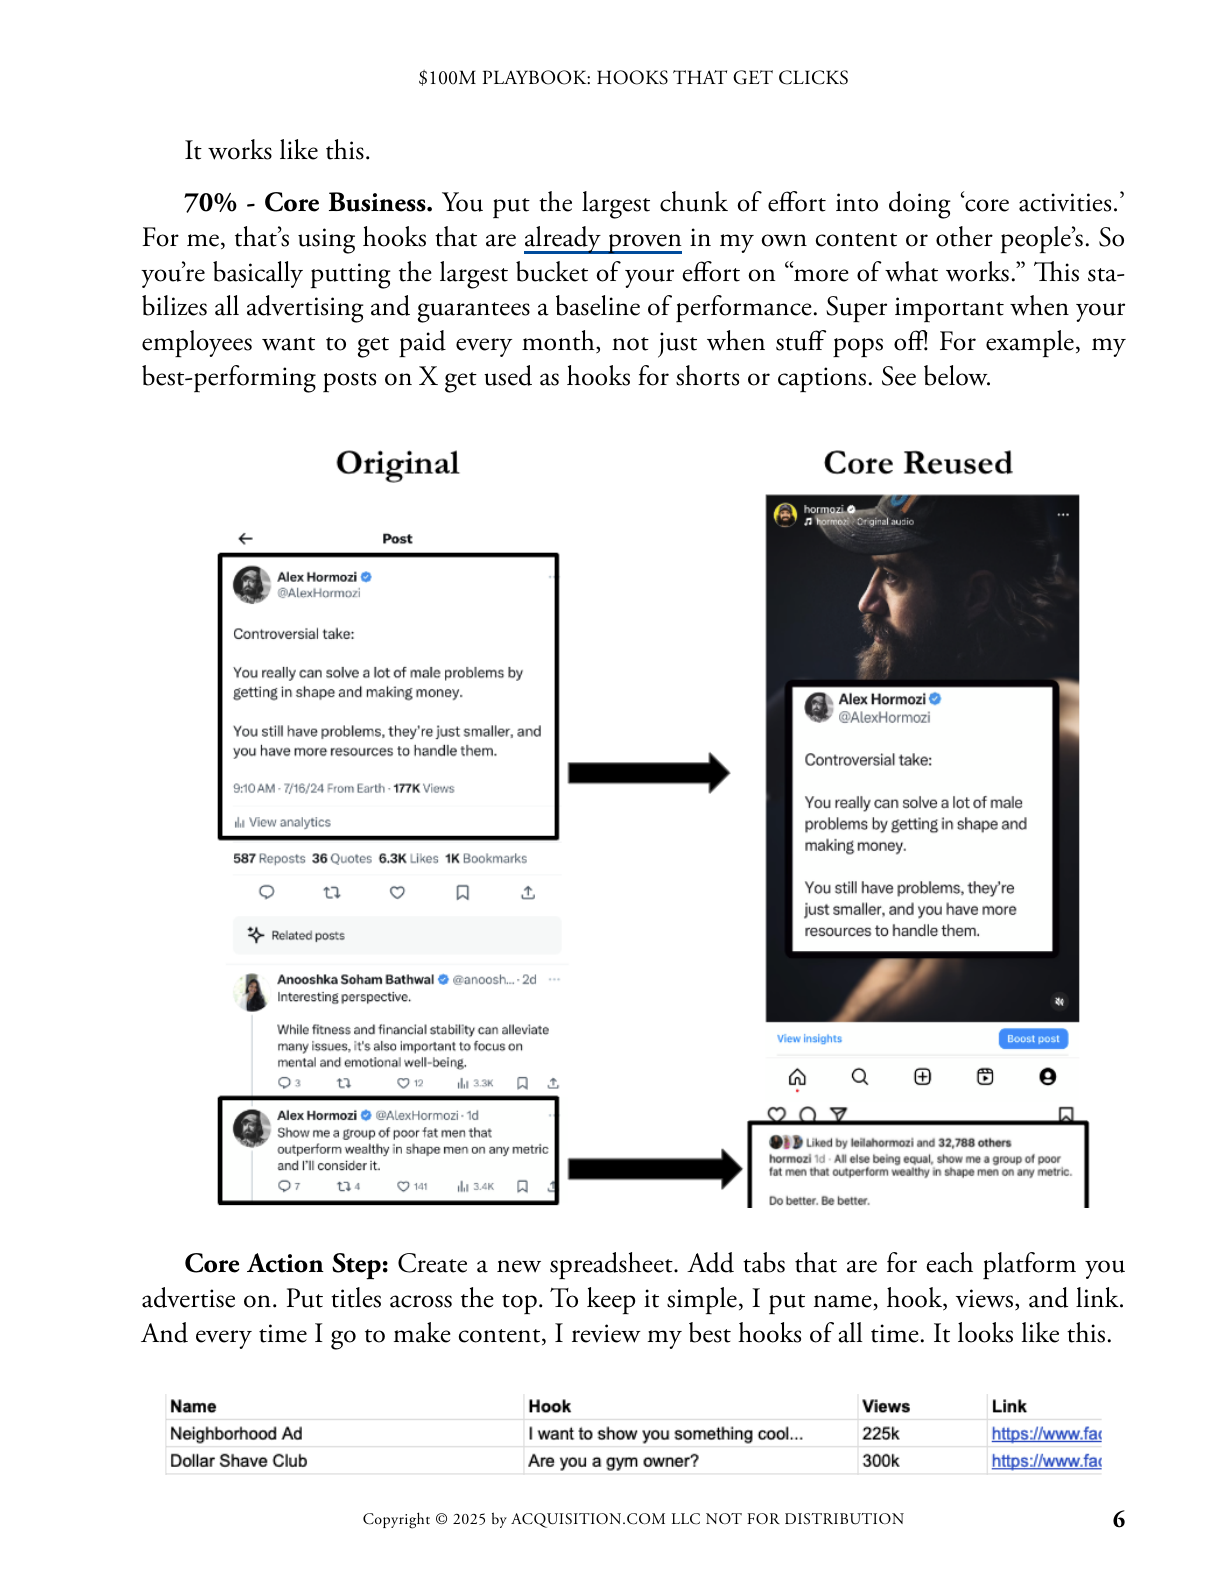 $100M PLAYBOOK: HOOKS THAT GET CLICKS
It works like this.
70% - Core Business. You put the largest chunk of effort into doing ‘core activities.’
For me, that’s using hooks that are already proven in my own content or other people’s. So
you’re basically putting the largest bucket of your effort on “more of what works.” This sta-
bilizes all advertising and guarantees a baseline of performance. Super important when your
employees want to get paid every month, not just when stuff pops off! For example, my
best-performing posts on X get used as hooks for shorts or captions. See below.
Original
Post
Alex Hormozi
@AlexHormozi
Controversial take:
You really can solve a lot of male problems by
getting in shape and making money.
You still have problems, they're just smaller, and
you have more resources to handle them.
9:10 AM · 7/16/24 From Earth · 177K Views
View analytics
587 Reposts 36 Quotes 6.3K Likes 1K Bookmarks
Related posts
Anooshka Soham Bathwal @anoosh... · 2d
Interesting perspective.
While fitness and financial stability can alleviate
many issues, it's also important to focus on
mental and emotional well-being.
3 12 3.3K
Alex Hormozi @AlexHormozi · 1d
Show me a group of poor fat men that
outperform wealthy in shape men on any metric
and I'll consider it.
7 4 141 3.4K
Core Reused
hormozi
hormozi · Original audio
Alex Hormozi
@AlexHormozi
Controversial take:
You really can solve a lot of male
problems by getting in shape and
making money.
You still have problems, they're
just smaller, and you have more
resources to handle them.
View insights Boost post
Liked by leilahormozi and 32,788 others
hormozi 1d · All else being equal, show me a group of poor
fat men that outperform wealthy in shape men on any metric.
Do better. Be better.
Core Action Step: Create a new spreadsheet. Add tabs that are for each platform you
advertise on. Put titles across the top. To keep it simple, I put name, hook, views, and link.
And every time I go to make content, I review my best hooks of all time. It looks like this.
Name Hook Views Link
Neighborhood Ad I want to show you something cool... 225k https://www.fac
Dollar Shave Club Are you a gym owner? 300k https://www.fac
Copyright © 2025 by ACQUISITION.COM LLC NOT FOR DISTRIBUTION 6